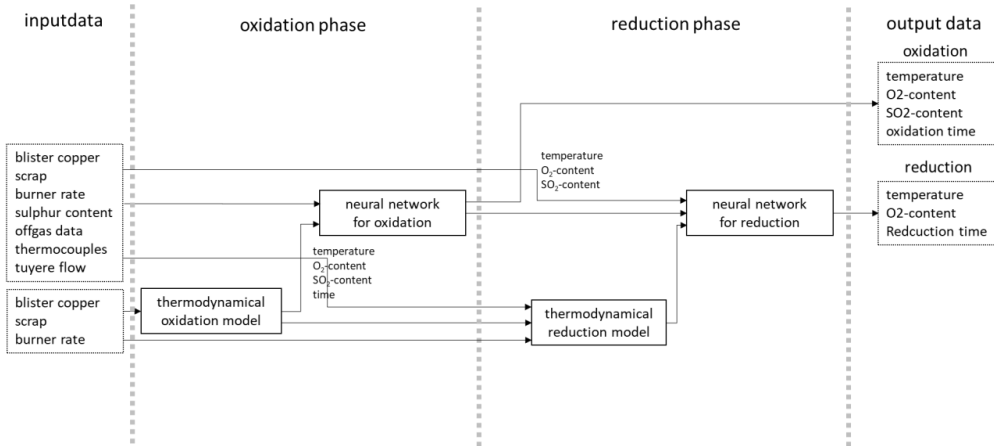 inputdata
oxidation phase
reduction phase
output data
oxidation
temperature
O2-content
SO2-content
oxidation time
reduction
temperature
O2-content
Redcuction time
blister copper
scrap
burner rate
sulphur content
offgas data
thermocouples
tuyere flow
blister copper
scrap
burner rate
neural network
for oxidation
temperature
O₂-content
SO₂-content
time
thermodynamical
oxidation model
temperature
O₂-content
SO₂-content
neural network
for reduction
thermodynamical
reduction model